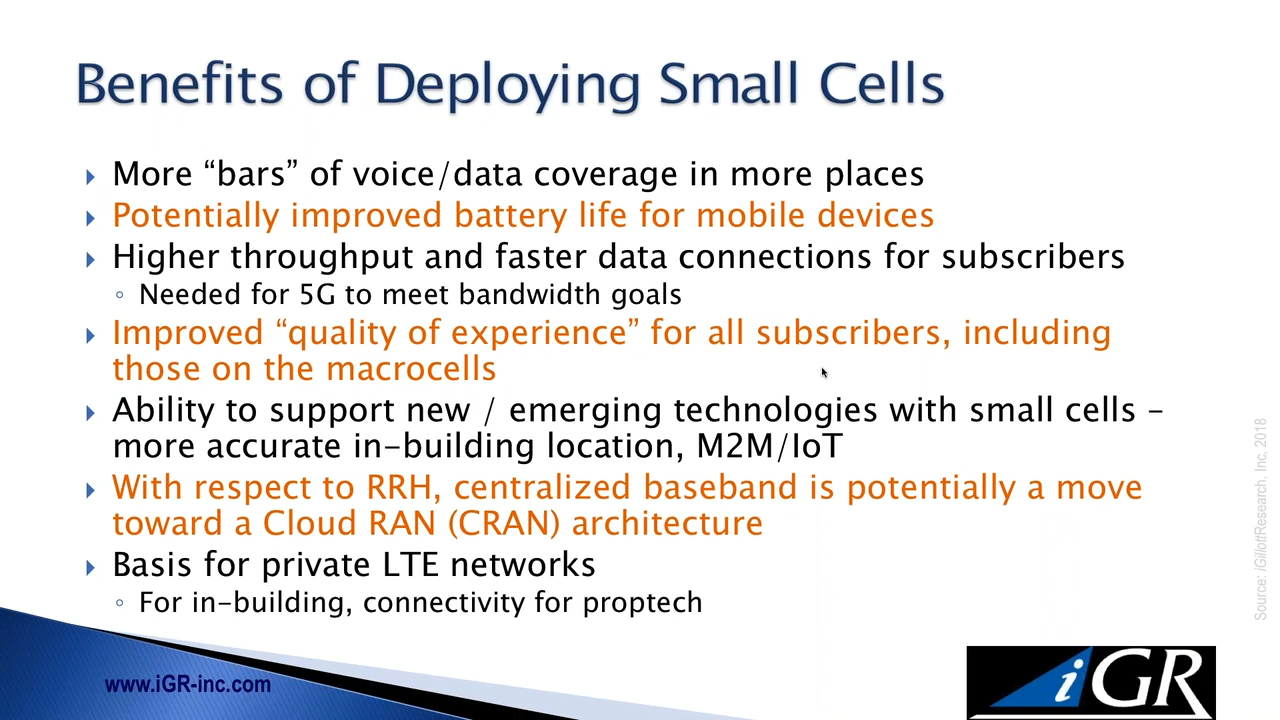 Benefits of Deploying Small Cells
More “bars” of voice/data coverage in more places
Potentially improved battery life for mobile devices
Higher throughput and faster data connections for subscribers
Needed for 5G to meet bandwidth goals
Improved “quality of experience” for all subscribers, including
those on the macrocells
Ability to support new / emerging technologies with small cells –
more accurate in-building location, M2M/IoT
With respect to RRH, centralized baseband is potentially a move
toward a Cloud RAN (CRAN) architecture
Basis for private LTE networks
For in-building, connectivity for proptech
Source: iGillottResearch, Inc, 2018
www.iGR-inc.com
iGR